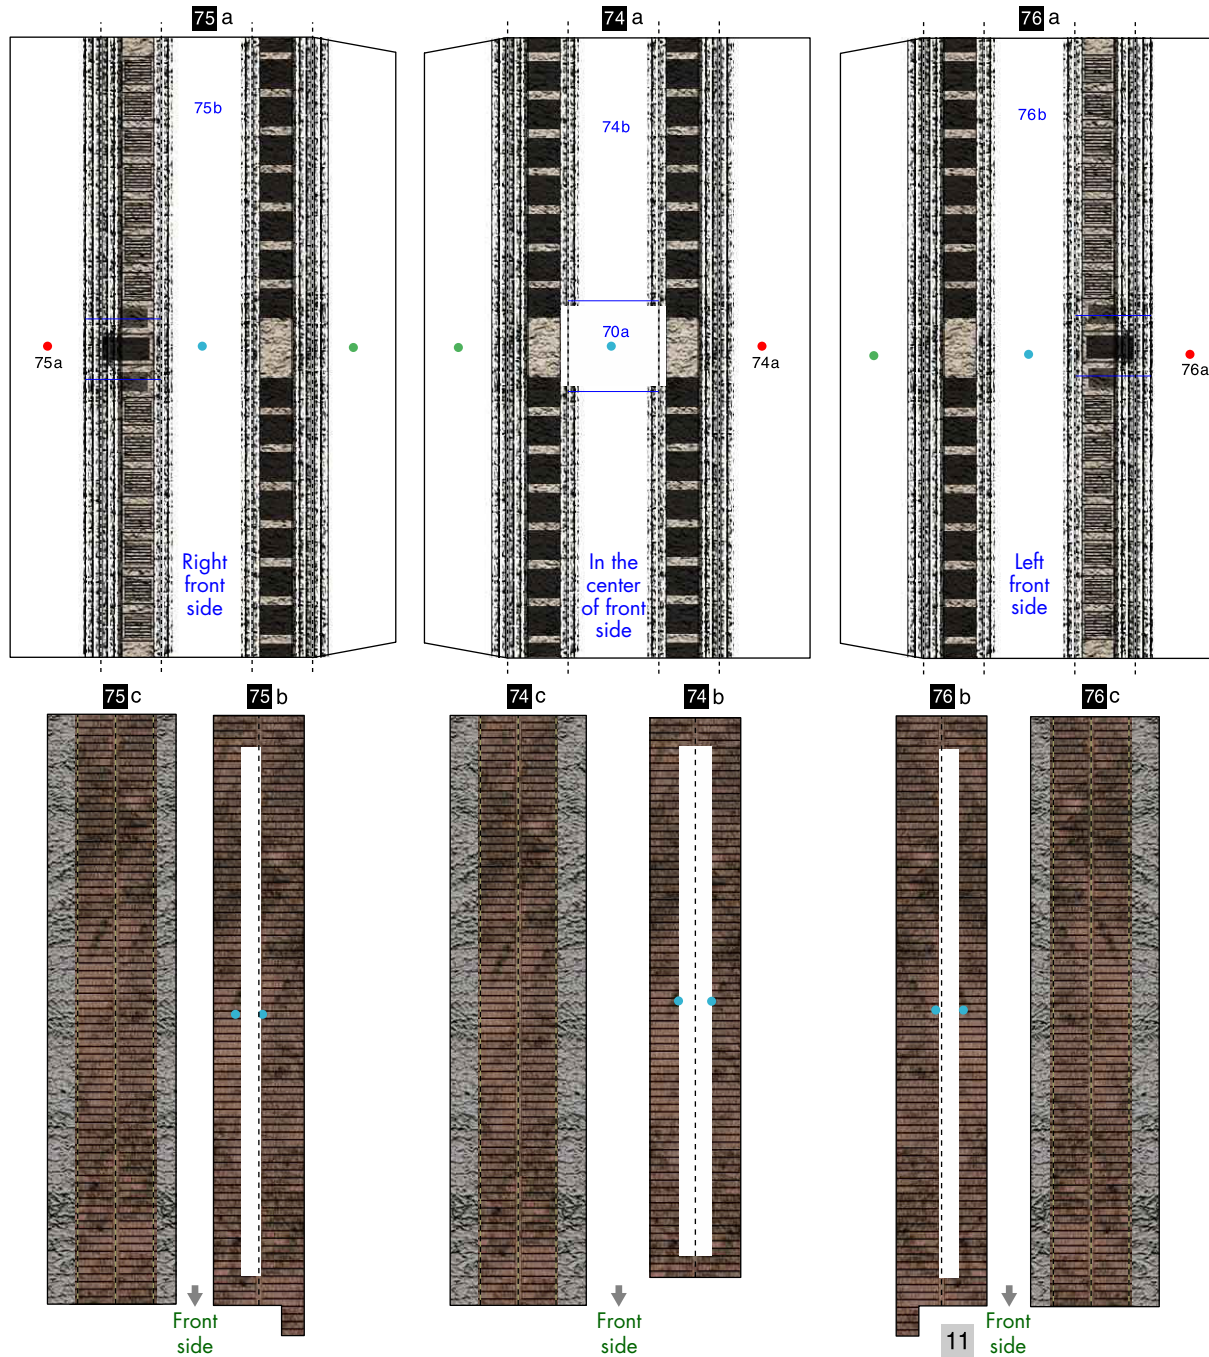 75 a
74 a
76 a
75b
74b
76b
75a
70a
74a
76a
Right
front
side
In the
center
of front
side
Left
front
side
75 c
75 b
74 c
74 b
76 b
76 c
Front
side
Front
side
11
Front
side